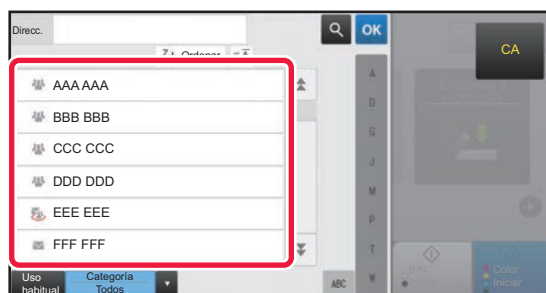 Direcc.
OK
CA
Ordenar
AAA AAA
BBB BBB
CCC CCC
DDD DDD
EEE EEE
FFF FFF
A
D
G
J
M
P
T
W
Uso
habitual
Categoría
Todos
ABC
B/N
Color
Iniciar